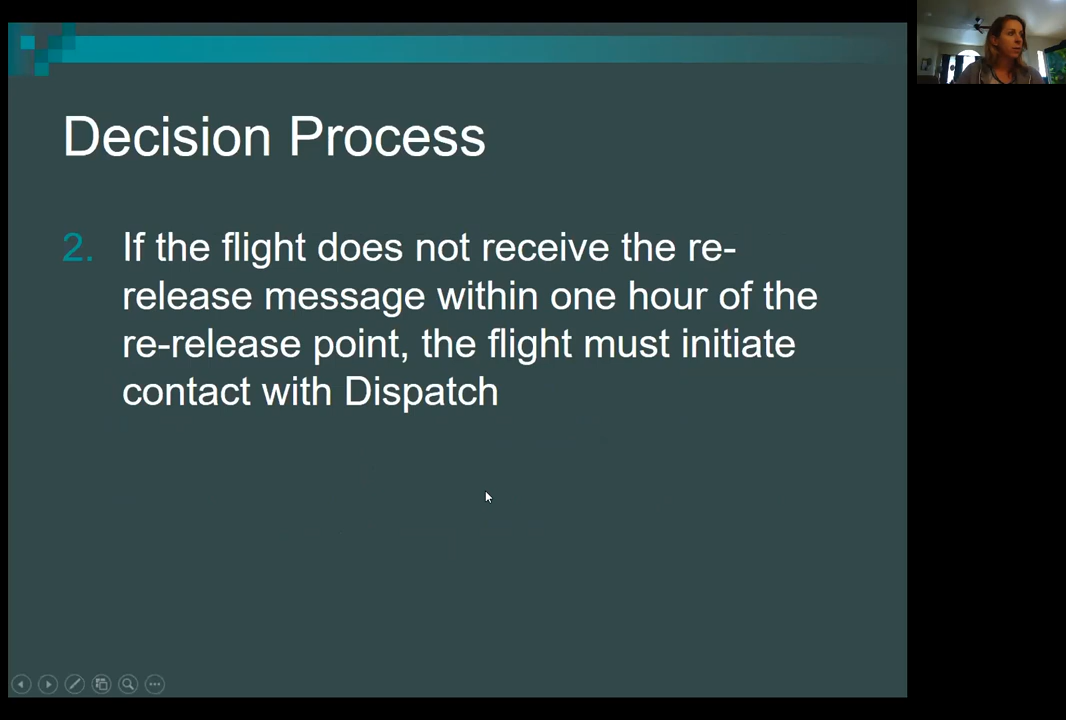 Decision Process
2. If the flight does not receive the re-
release message within one hour of the
re-release point, the flight must initiate
contact with Dispatch